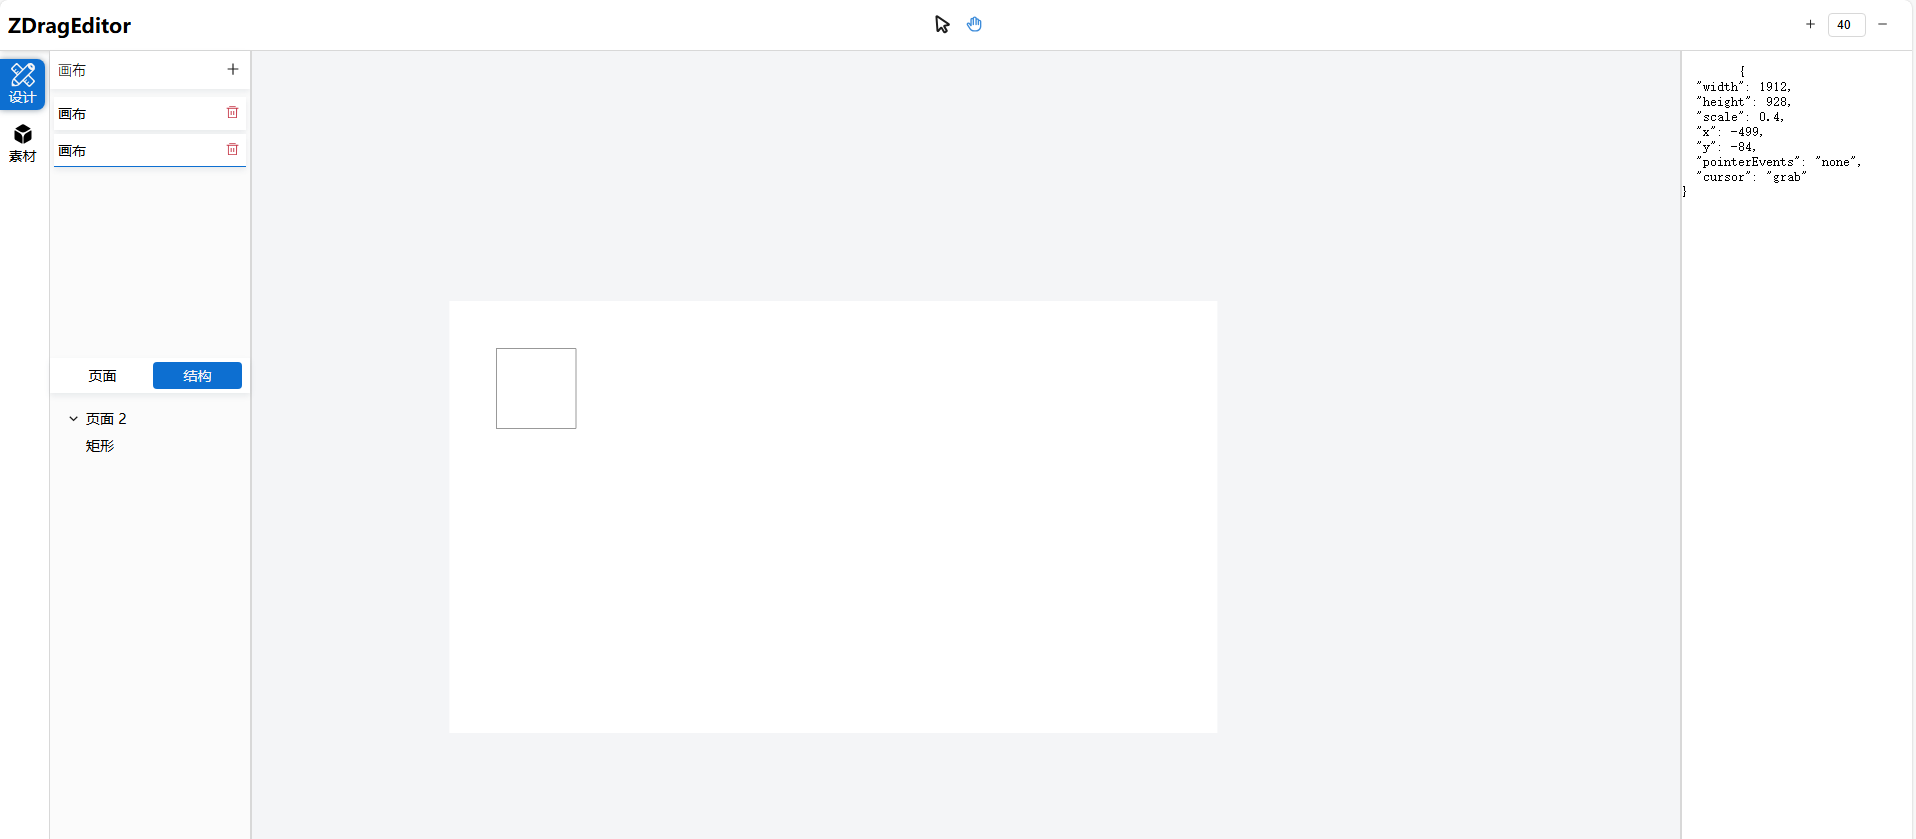 ZDragEditor
+ 40 −
设计
素材
画布 +
画布
画布
页面 结构
页面 2
矩形
{
"width": 1912,
"height": 928,
"scale": 0.4,
"x": -499,
"y": -84,
"pointerEvents": "none",
"cursor": "grab"
}